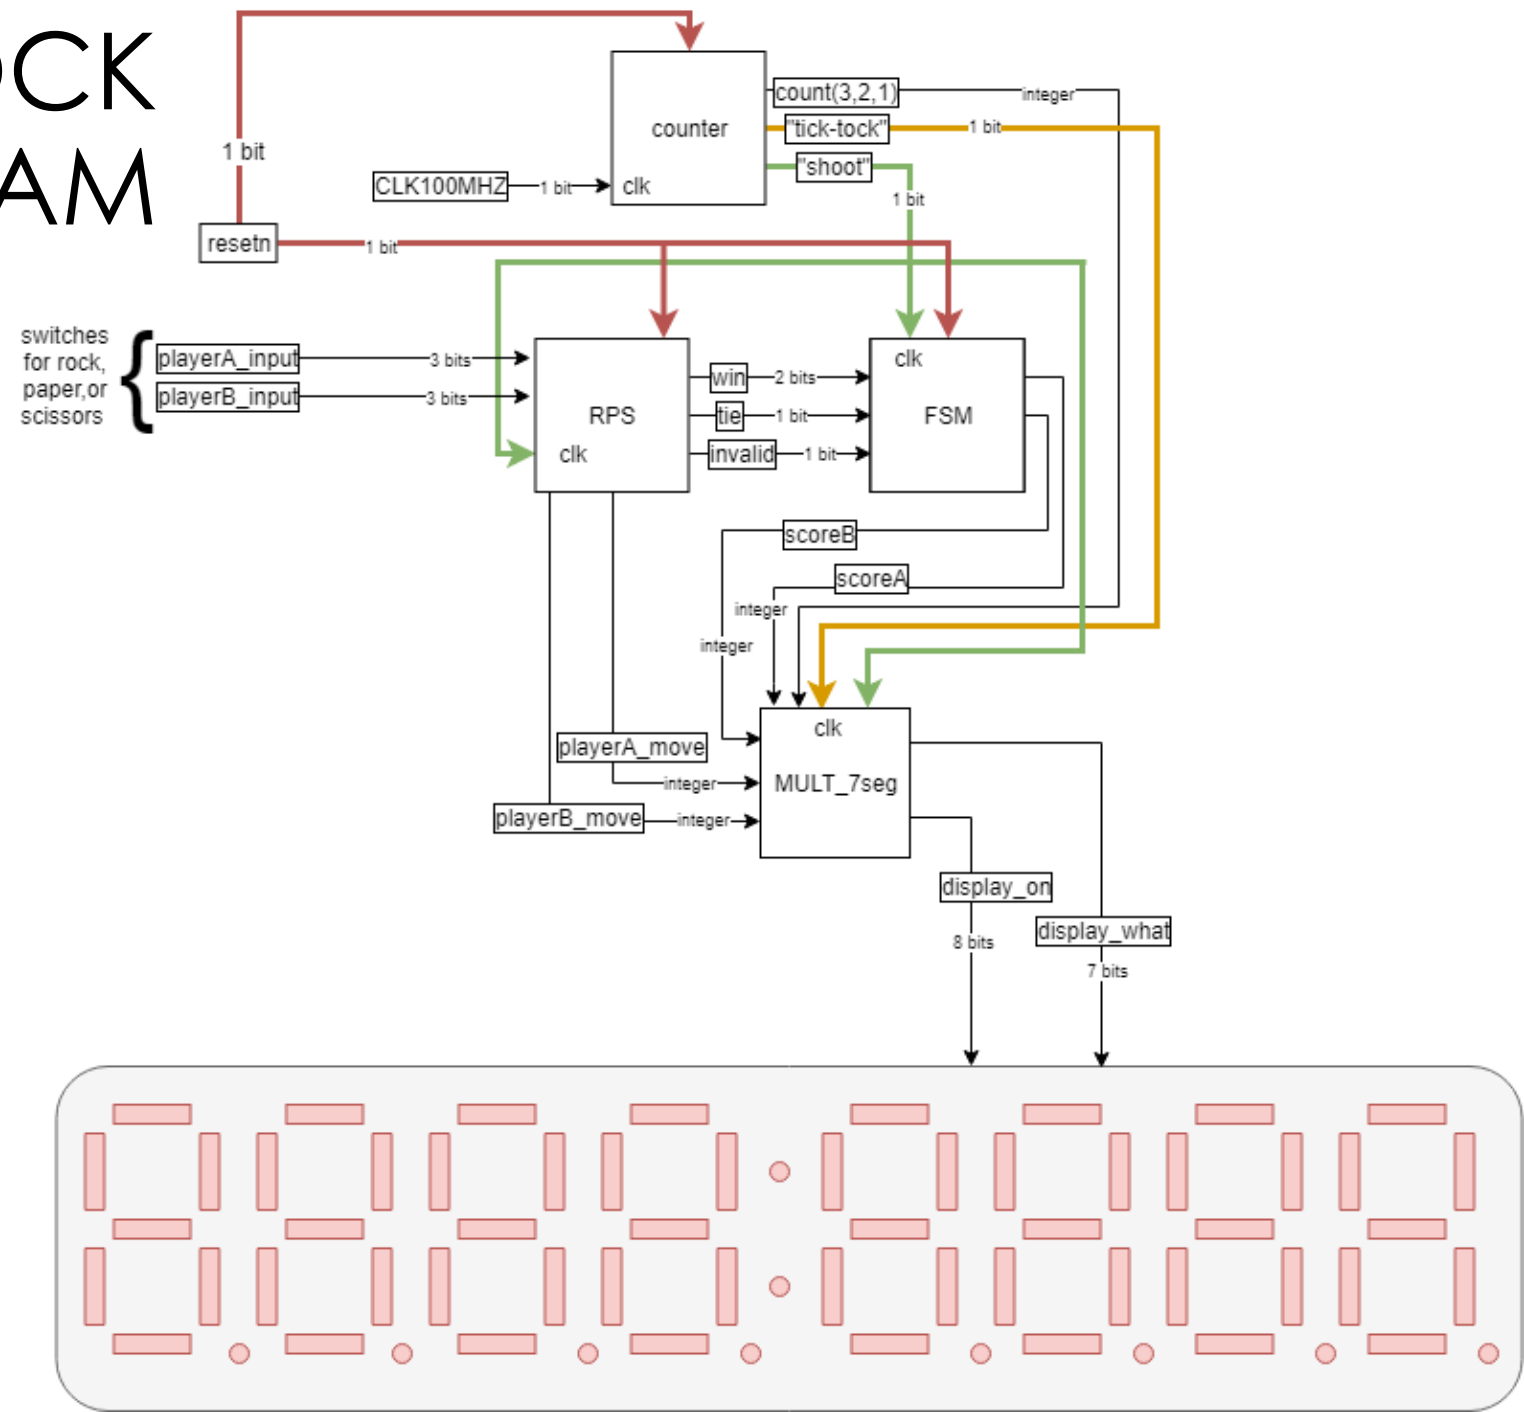 OCK
AM
count(3,2,1)
integer
counter
"tick-tock"
1 bit
"shoot"
1 bit
CLK100MHZ
1 bit
clk
1 bit
resetn
1 bit
switches
for rock,
paper,or
scissors
{
playerA_input
3 bits
playerB_input
3 bits
RPS
clk
win
2 bits
tie
1 bit
invalid
1 bit
clk
FSM
scoreB
scoreA
integer
integer
clk
MULT_7seg
playerA_move
integer
playerB_move
integer
display_on
8 bits
display_what
7 bits